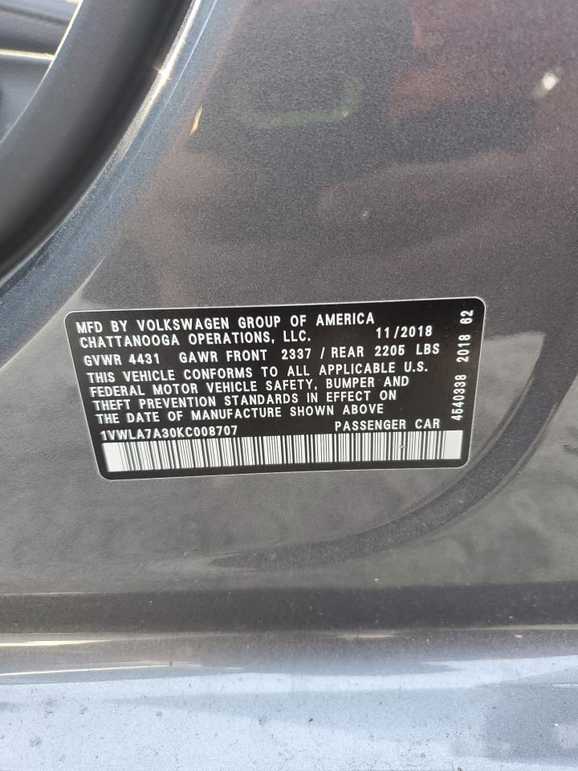 MFD BY VOLKSWAGEN GROUP OF AMERICA
CHATTANOOGA OPERATIONS, LLC. 11/2018
GVWR 4431 GAWR FRONT 2337 / REAR 2205 LBS
THIS VEHICLE CONFORMS TO ALL APPLICABLE U.S.
FEDERAL MOTOR VEHICLE SAFETY, BUMPER AND
THEFT PREVENTION STANDARDS IN EFFECT ON
THE DATE OF MANUFACTURE SHOWN ABOVE
1VWLA7A30KC008707 PASSENGER CAR
4540338 2018 62